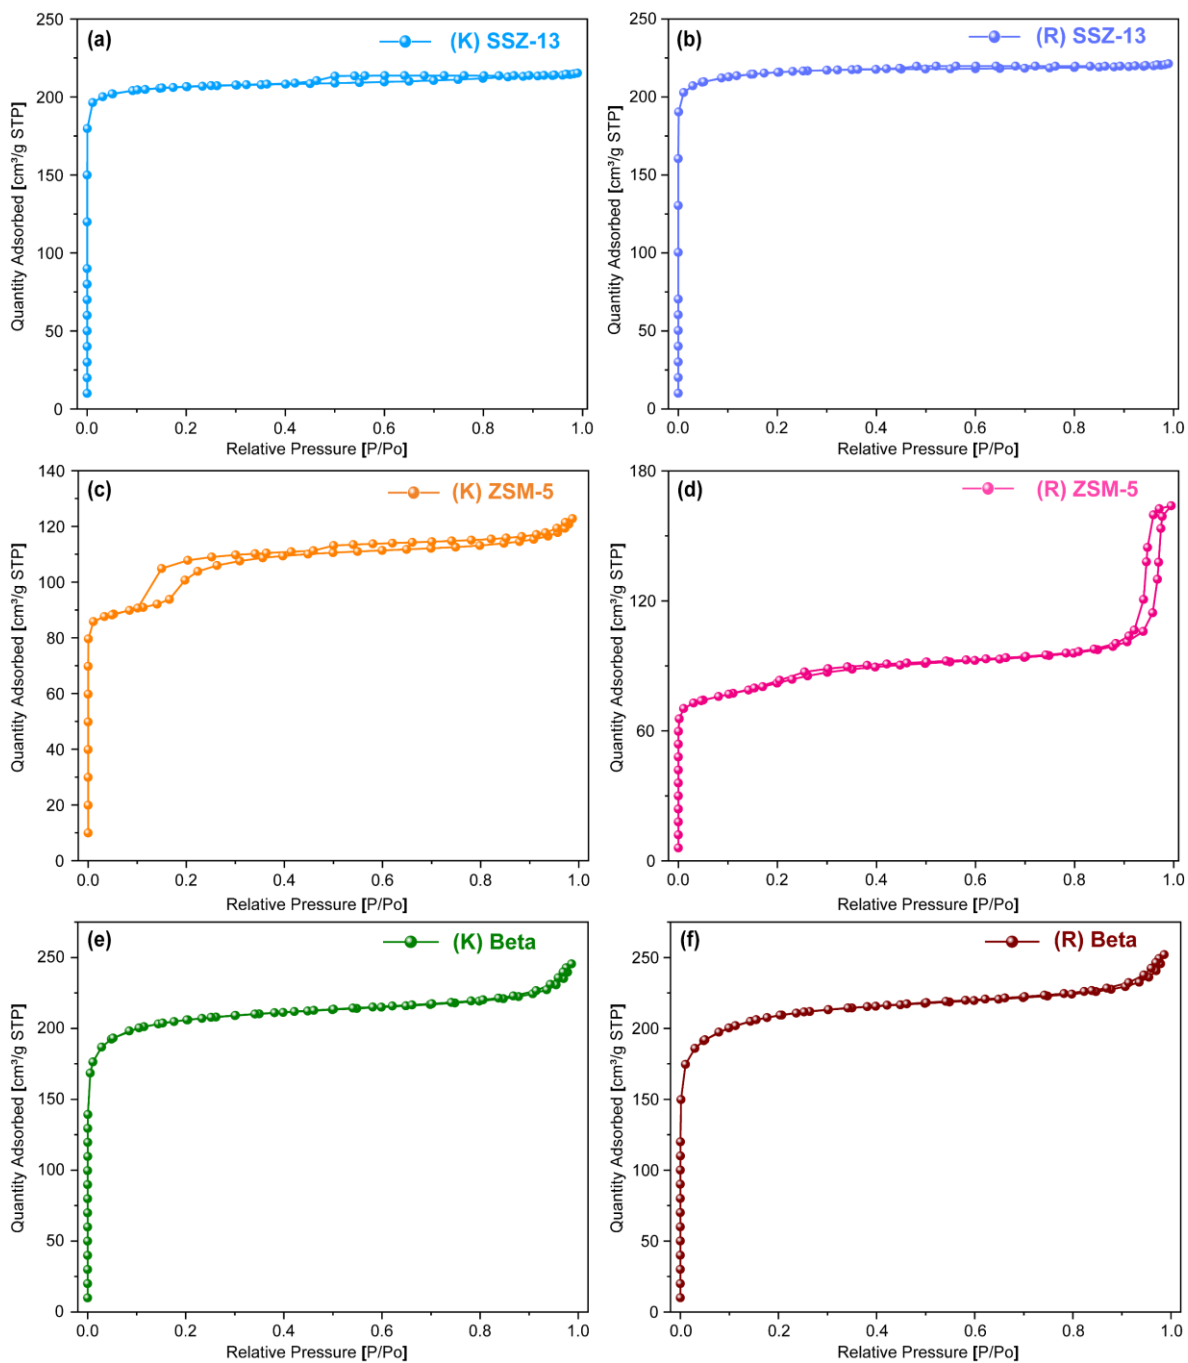 (a)
(K) SSZ-13
250
200
150
100
50
0
Quantity Adsorbed [cm³/g STP]
0.0 0.2 0.4 0.6 0.8 1.0
Relative Pressure [P/Po]
(b)
(R) SSZ-13
250
200
150
100
50
0
Quantity Adsorbed [cm³/g STP]
0.0 0.2 0.4 0.6 0.8 1.0
Relative Pressure [P/Po]
(c)
(K) ZSM-5
140
120
100
80
60
40
20
0
Quantity Adsorbed [cm³/g STP]
0.0 0.2 0.4 0.6 0.8 1.0
Relative Pressure [P/Po]
(d)
(R) ZSM-5
180
120
60
0
Quantity Adsorbed [cm³/g STP]
0.0 0.2 0.4 0.6 0.8 1.0
Relative Pressure [P/Po]
(e)
(K) Beta
250
200
150
100
50
0
Quantity Adsorbed [cm³/g STP]
0.0 0.2 0.4 0.6 0.8 1.0
Relative Pressure [P/Po]
(f)
(R) Beta
250
200
150
100
50
0
Quantity Adsorbed [cm³/g STP]
0.0 0.2 0.4 0.6 0.8 1.0
Relative Pressure [P/Po]